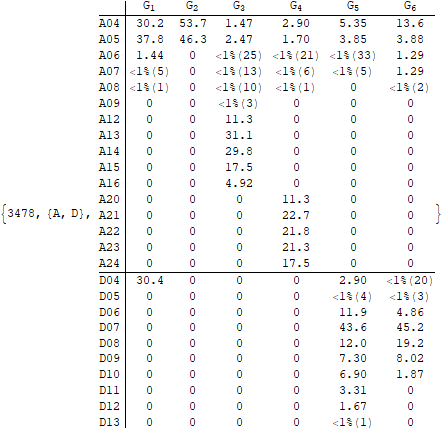 G1 G2 G3 G4 G5 G6
A04 30.2 53.7 1.47 2.90 5.35 13.6
A05 37.8 46.3 2.47 1.70 3.85 3.88
A06 1.44 0 <1%(25) <1%(21) <1%(33) 1.29
A07 <1%(5) 0 <1%(13) <1%(6) <1%(5) 1.29
A08 <1%(1) 0 <1%(10) <1%(1) 0 <1%(2)
A09 0 0 <1%(3) 0 0 0
A12 0 0 11.3 0 0 0
A13 0 0 31.1 0 0 0
A14 0 0 29.8 0 0 0
A15 0 0 17.5 0 0 0
A16 0 0 4.92 0 0 0
A20 0 0 0 11.3 0 0
{3478, {A, D}, A21 0 0 0 22.7 0 0 }
A22 0 0 0 21.8 0 0
A23 0 0 0 21.3 0 0
A24 0 0 0 17.5 0 0
D04 30.4 0 0 0 2.90 <1%(20)
D05 0 0 0 0 <1%(4) <1%(3)
D06 0 0 0 0 11.9 4.86
D07 0 0 0 0 43.6 45.2
D08 0 0 0 0 12.0 19.2
D09 0 0 0 0 7.30 8.02
D10 0 0 0 0 6.90 1.87
D11 0 0 0 0 3.31 0
D12 0 0 0 0 1.67 0
D13 0 0 0 0 <1%(1) 0